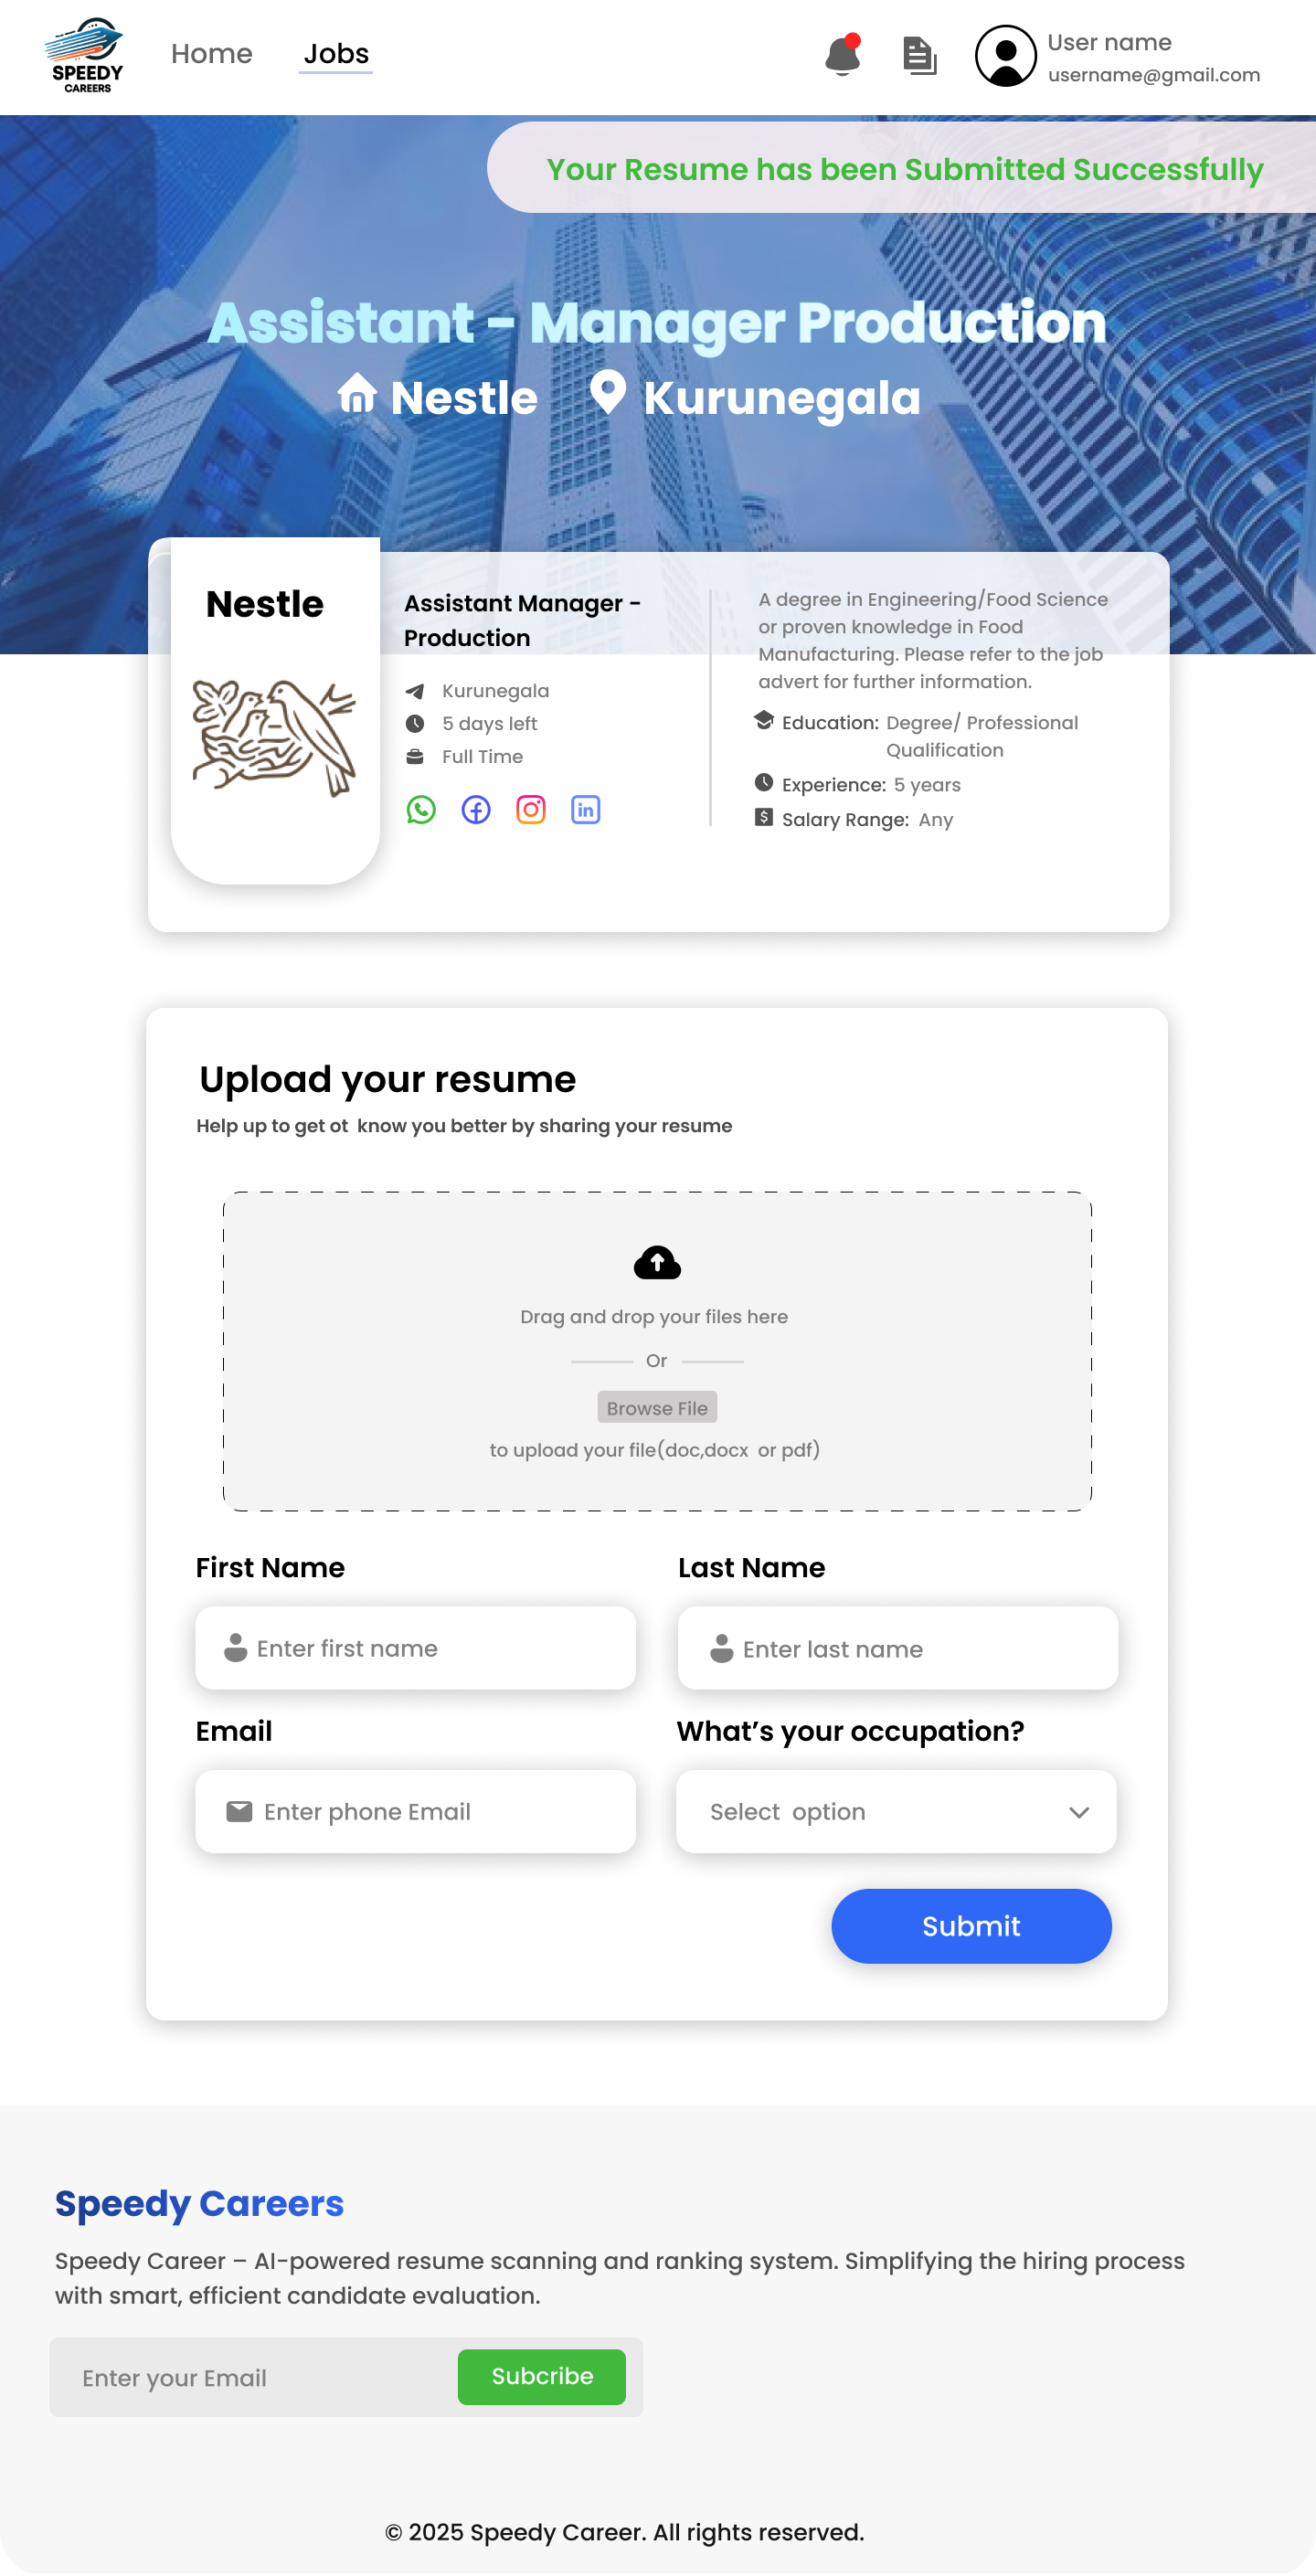 SPEEDY
CAREERS
Home
Jobs
User name
username@gmail.com
Your Resume has been Submitted Successfully
Assistant - Manager Production
Nestle
Kurunegala
Nestle
Assistant Manager -
Production
Kurunegala
5 days left
Full Time
A degree in Engineering/Food Science
or proven knowledge in Food
Manufacturing. Please refer to the job
advert for further information.
Education: Degree/ Professional
Qualification
Experience: 5 years
Salary Range: Any
Upload your resume
Help up to get ot know you better by sharing your resume
Drag and drop your files here
Or
Browse File
to upload your file(doc,docx or pdf)
First Name
Last Name
Enter first name
Enter last name
Email
What's your occupation?
Enter phone Email
Select option
Submit
Speedy Careers
Speedy Career – AI-powered resume scanning and ranking system. Simplifying the hiring process
with smart, efficient candidate evaluation.
Enter your Email
Subcribe
© 2025 Speedy Career. All rights reserved.